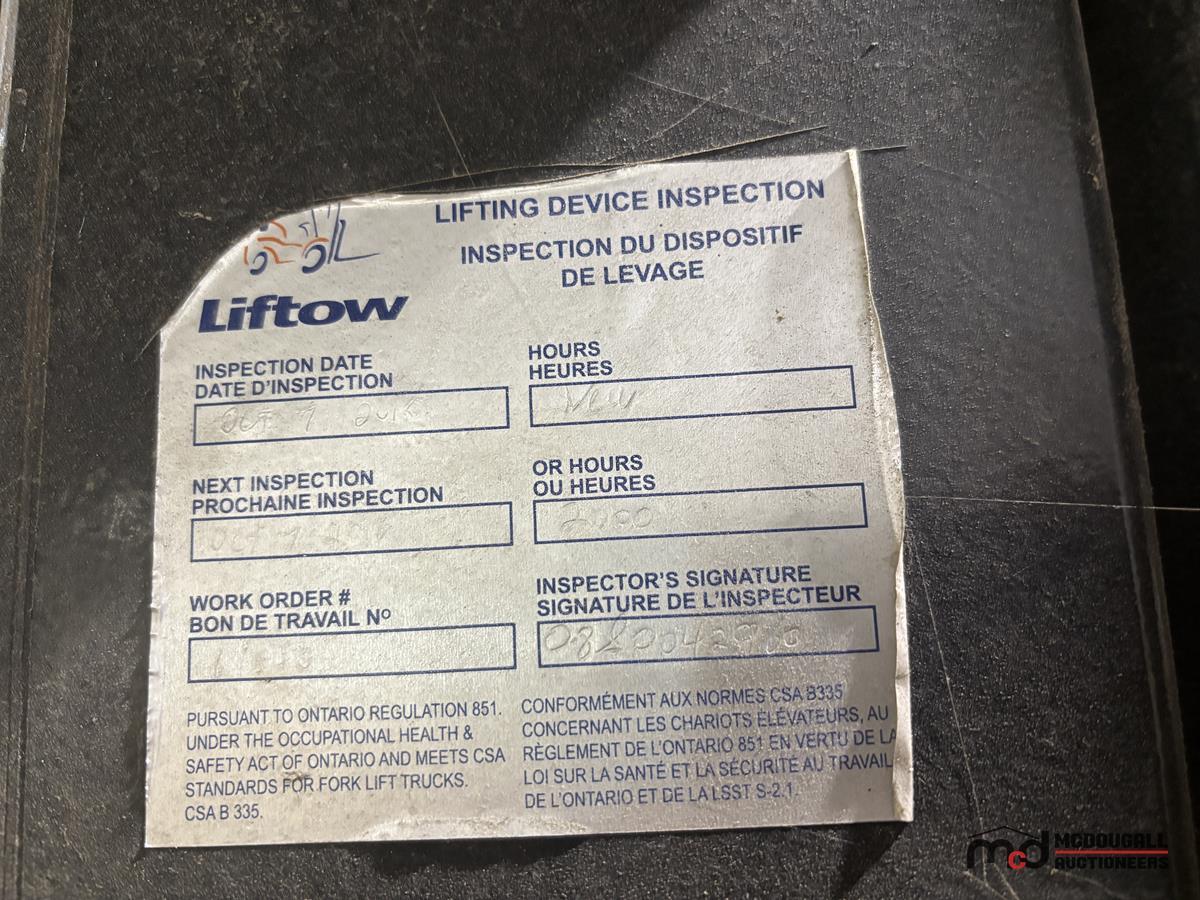 LIFTING DEVICE INSPECTION
INSPECTION DU DISPOSITIF
DE LEVAGE
Liftow
INSPECTION DATE
DATE D'INSPECTION
Oct 7
HOURS
HEURES
New
NEXT INSPECTION
PROCHAINE INSPECTION
Oct
OR HOURS
OU HEURES
2000
WORK ORDER #
BON DE TRAVAIL Nº
INSPECTOR'S SIGNATURE
SIGNATURE DE L'INSPECTEUR
PURSUANT TO ONTARIO REGULATION 851.
UNDER THE OCCUPATIONAL HEALTH &
SAFETY ACT OF ONTARIO AND MEETS CSA
STANDARDS FOR FORK LIFT TRUCKS.
CSA B 335.
CONFORMÉMENT AUX NORMES CSA B335
CONCERNANT LES CHARIOTS ÉLÉVATEURS, AU
RÈGLEMENT DE L'ONTARIO 851 EN VERTU DE LA
LOI SUR LA SANTÉ ET LA SÉCURITÉ AU TRAVAIL
DE L'ONTARIO ET DE LA LSST S-2.1.
mcd MCDOUGALL
AUCTIONEERS